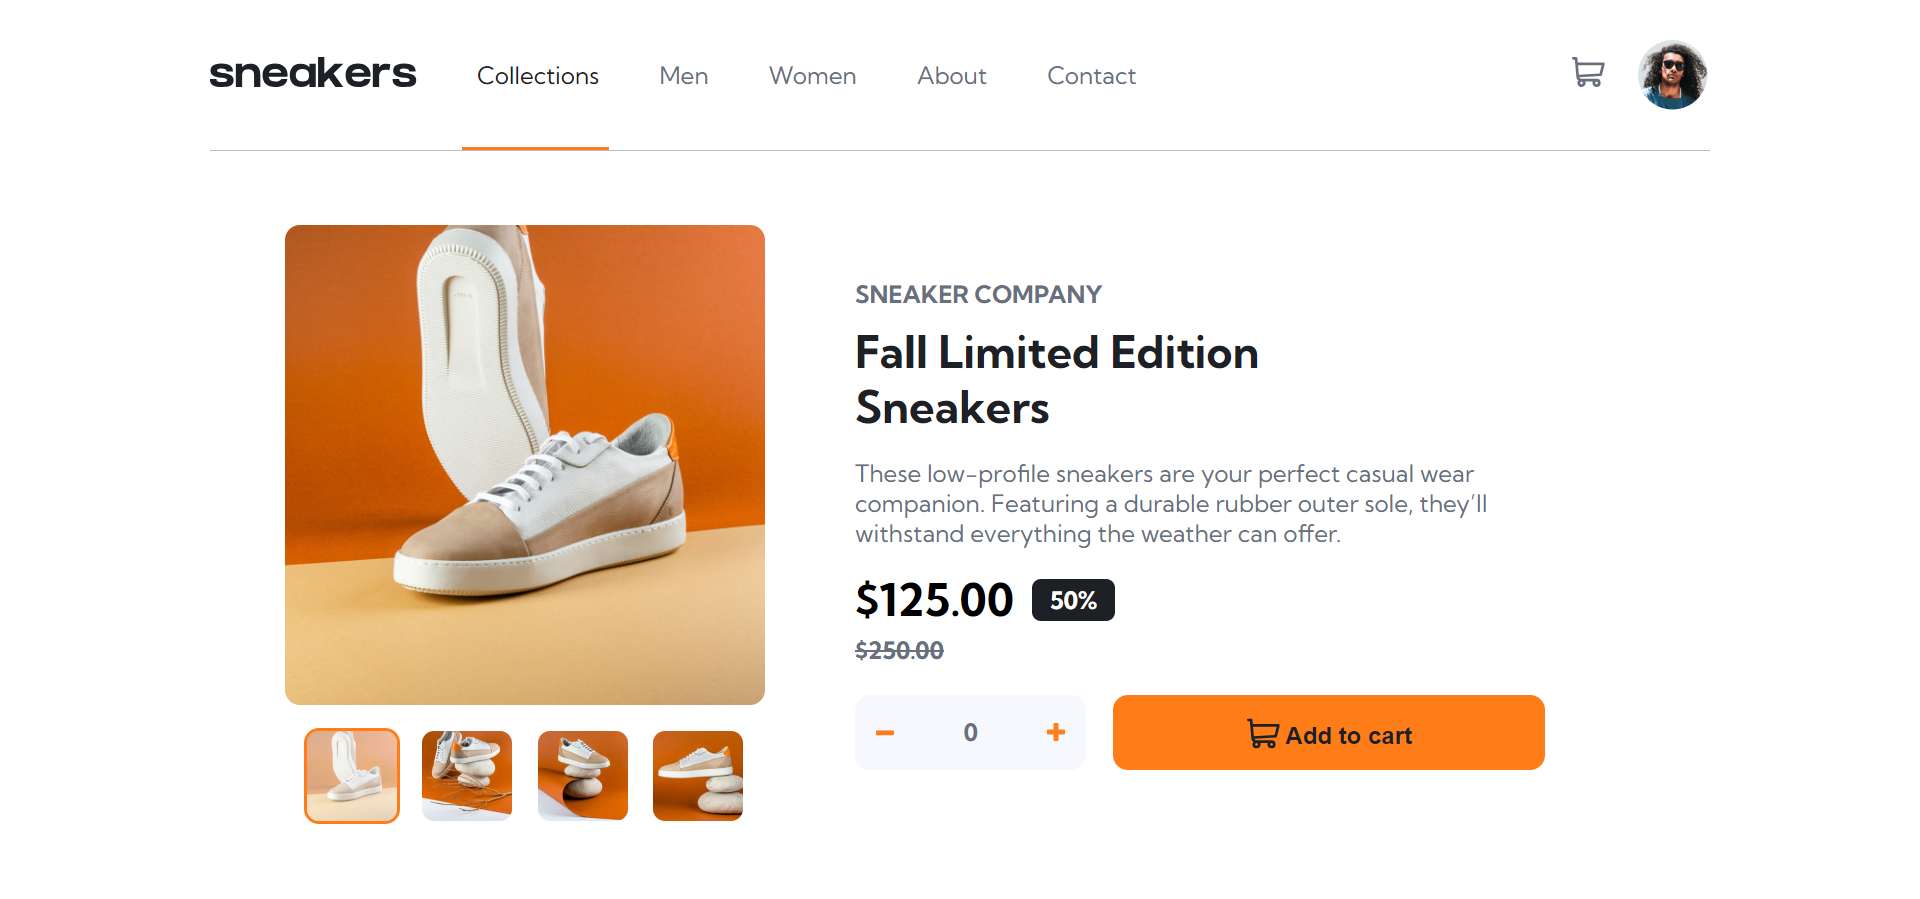 sneakers Collections Men Women About Contact
SNEAKER COMPANY
Fall Limited Edition
Sneakers
These low-profile sneakers are your perfect casual wear
companion. Featuring a durable rubber outer sole, they’ll
withstand everything the weather can offer.
$125.00 50%
$250.00
0 Add to cart